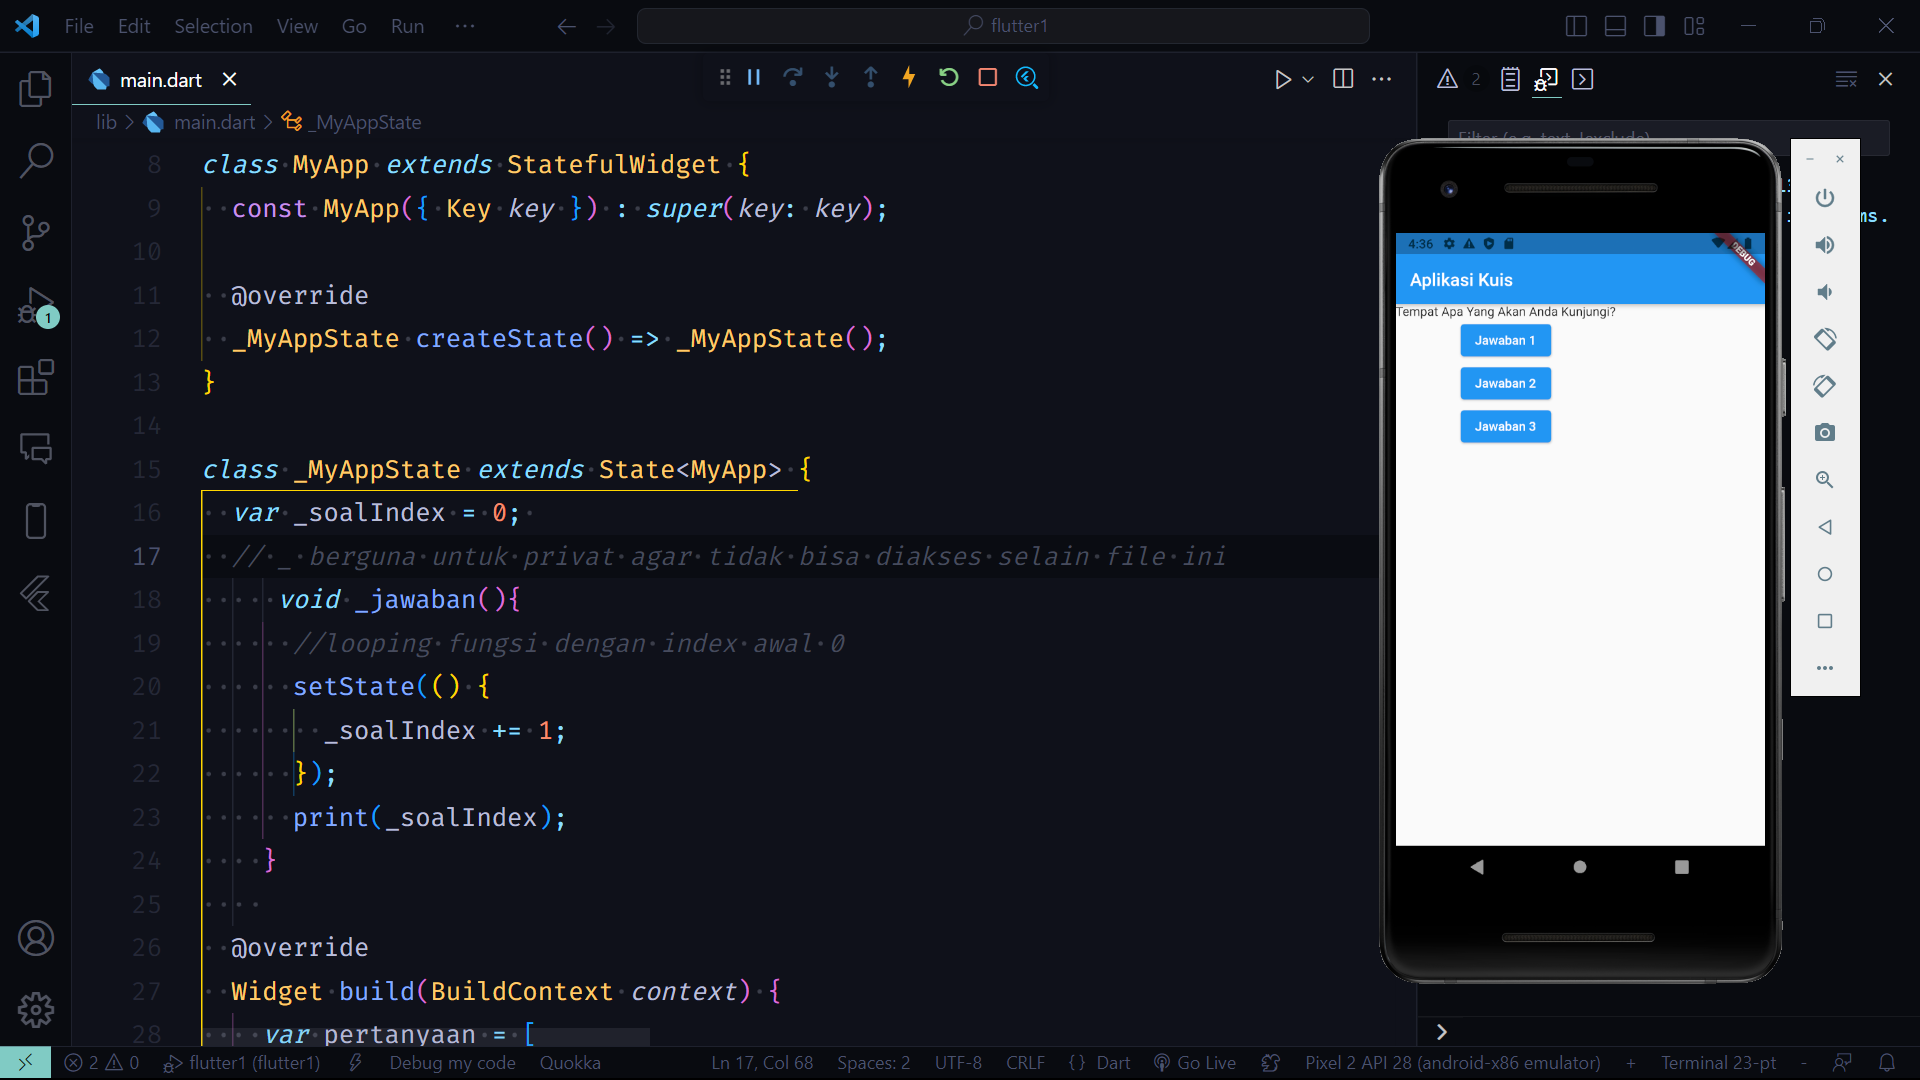 File Edit Selection View Go Run ··· flutter1
main.dart
2
lib > main.dart > _MyAppState
8 class MyApp extends StatefulWidget {
9 const MyApp({ Key key }) : super(key: key);
10
11 @override
12 _MyAppState createState() => _MyAppState();
13 }
14
15 class _MyAppState extends State<MyApp> {
16 var _soalIndex = 0;
17 // _ berguna untuk privat agar tidak bisa diakses selain file ini
18 void _jawaban(){
19 //looping fungsi dengan index awal 0
20 setState(() {
21 _soalIndex += 1;
22 });
23 print(_soalIndex);
24 }
25
26 @override
27 Widget build(BuildContext context) {
28 var pertanyaan = [
1
ms.
4:36
DEBUG
Aplikasi Kuis
Tempat Apa Yang Akan Anda Kunjungi?
Jawaban 1
Jawaban 2
Jawaban 3
2 0 flutter1 (flutter1) Debug my code Quokka Ln 17, Col 68 Spaces: 2 UTF-8 CRLF {} Dart Go Live Pixel 2 API 28 (android-x86 emulator) + Terminal 23-pt -